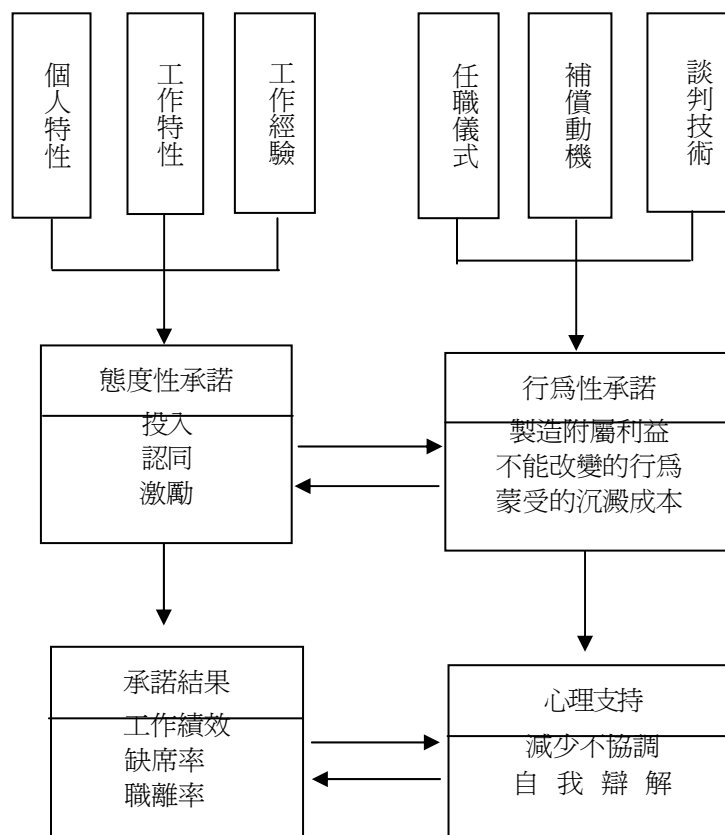 個人特性
工作特性
工作經驗
任職儀式
補償動機
談判技術
態度性承諾
投入
認同
激勵
行為性承諾
製造附屬利益
不能改變的行為
蒙受的沉澱成本
承諾結果
工作績效
缺席率
職離率
心理支持
減少不協調
自 我 辯 解